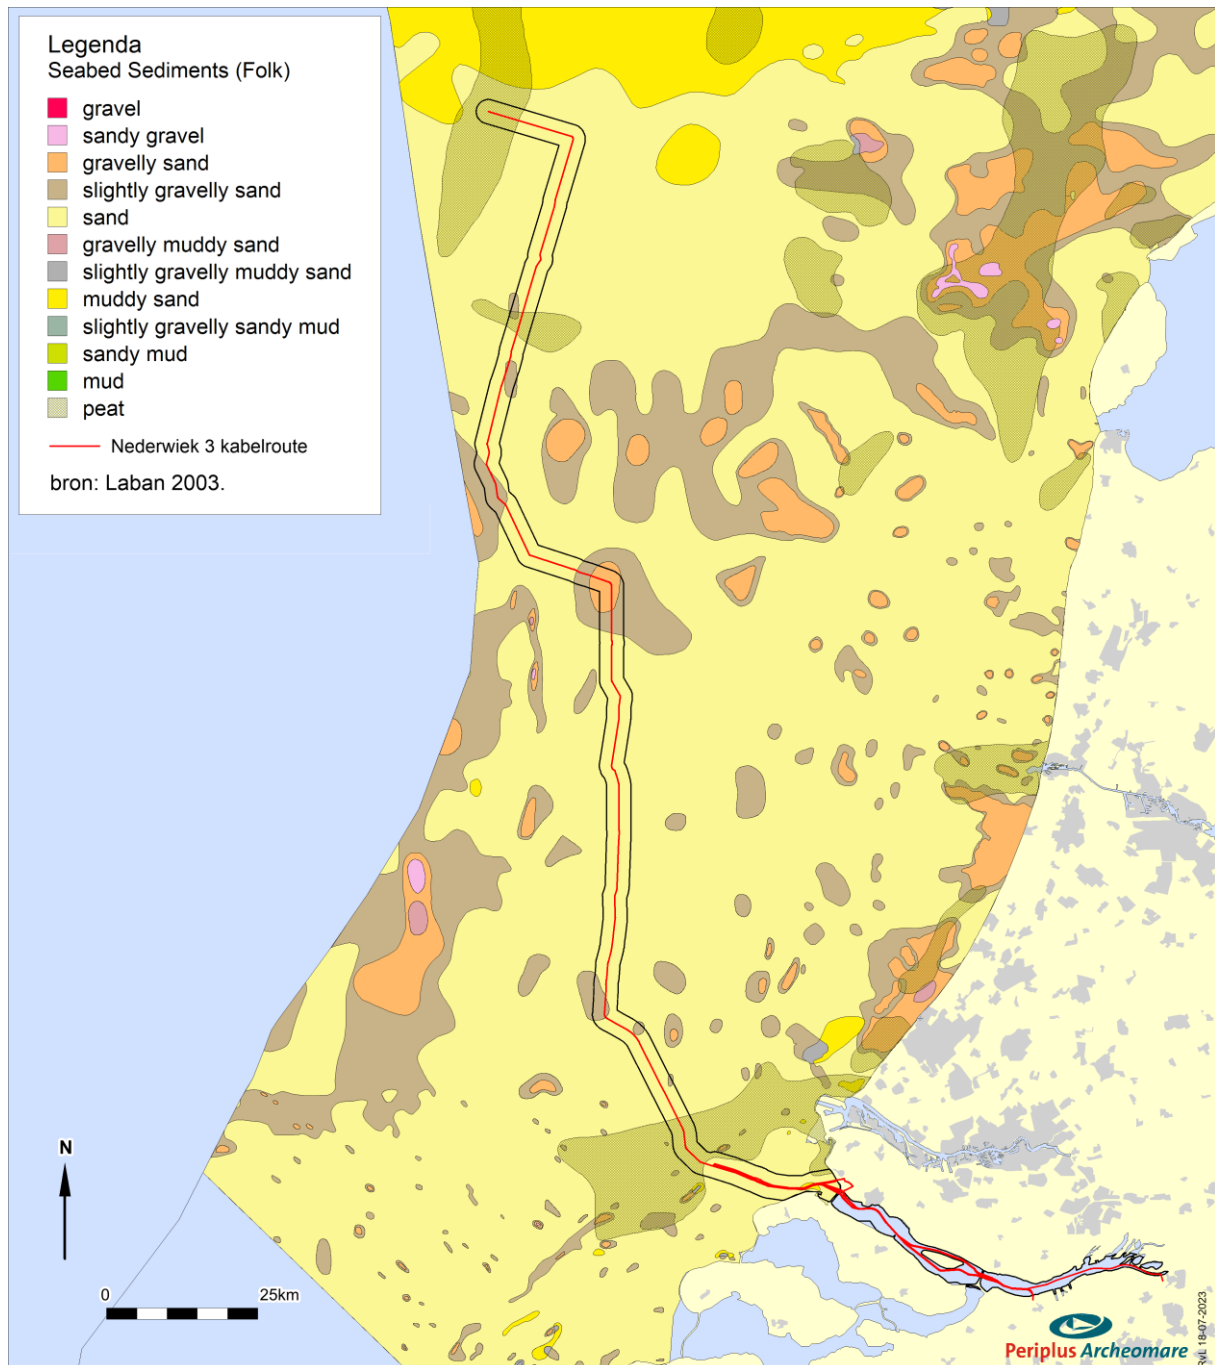 Legenda
Seabed Sediments (Folk)
gravel
sandy gravel
gravelly sand
slightly gravelly sand
sand
gravelly muddy sand
slightly gravelly muddy sand
muddy sand
slightly gravelly sandy mud
sandy mud
mud
peat
Nederwiek 3 kabelroute
bron: Laban 2003.
N
0 25km
Periplus Archeomare
RvL 18-07-2023